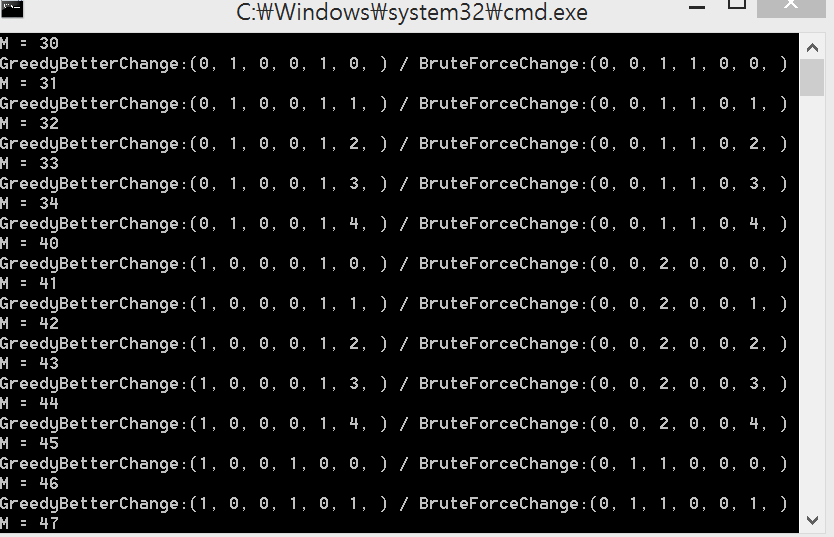 C:₩Windows₩system32₩cmd.exe
M = 30
GreedyBetterChange:(0, 1, 0, 0, 1, 0, ) / BruteForceChange:(0, 0, 1, 1, 0, 0, )
M = 31
GreedyBetterChange:(0, 1, 0, 0, 1, 1, ) / BruteForceChange:(0, 0, 1, 1, 0, 1, )
M = 32
GreedyBetterChange:(0, 1, 0, 0, 1, 2, ) / BruteForceChange:(0, 0, 1, 1, 0, 2, )
M = 33
GreedyBetterChange:(0, 1, 0, 0, 1, 3, ) / BruteForceChange:(0, 0, 1, 1, 0, 3, )
M = 34
GreedyBetterChange:(0, 1, 0, 0, 1, 4, ) / BruteForceChange:(0, 0, 1, 1, 0, 4, )
M = 40
GreedyBetterChange:(1, 0, 0, 0, 1, 0, ) / BruteForceChange:(0, 0, 2, 0, 0, 0, )
M = 41
GreedyBetterChange:(1, 0, 0, 0, 1, 1, ) / BruteForceChange:(0, 0, 2, 0, 0, 1, )
M = 42
GreedyBetterChange:(1, 0, 0, 0, 1, 2, ) / BruteForceChange:(0, 0, 2, 0, 0, 2, )
M = 43
GreedyBetterChange:(1, 0, 0, 0, 1, 3, ) / BruteForceChange:(0, 0, 2, 0, 0, 3, )
M = 44
GreedyBetterChange:(1, 0, 0, 0, 1, 4, ) / BruteForceChange:(0, 0, 2, 0, 0, 4, )
M = 45
GreedyBetterChange:(1, 0, 0, 1, 0, 0, ) / BruteForceChange:(0, 1, 1, 0, 0, 0, )
M = 46
GreedyBetterChange:(1, 0, 0, 1, 0, 1, ) / BruteForceChange:(0, 1, 1, 0, 0, 1, )
M = 47